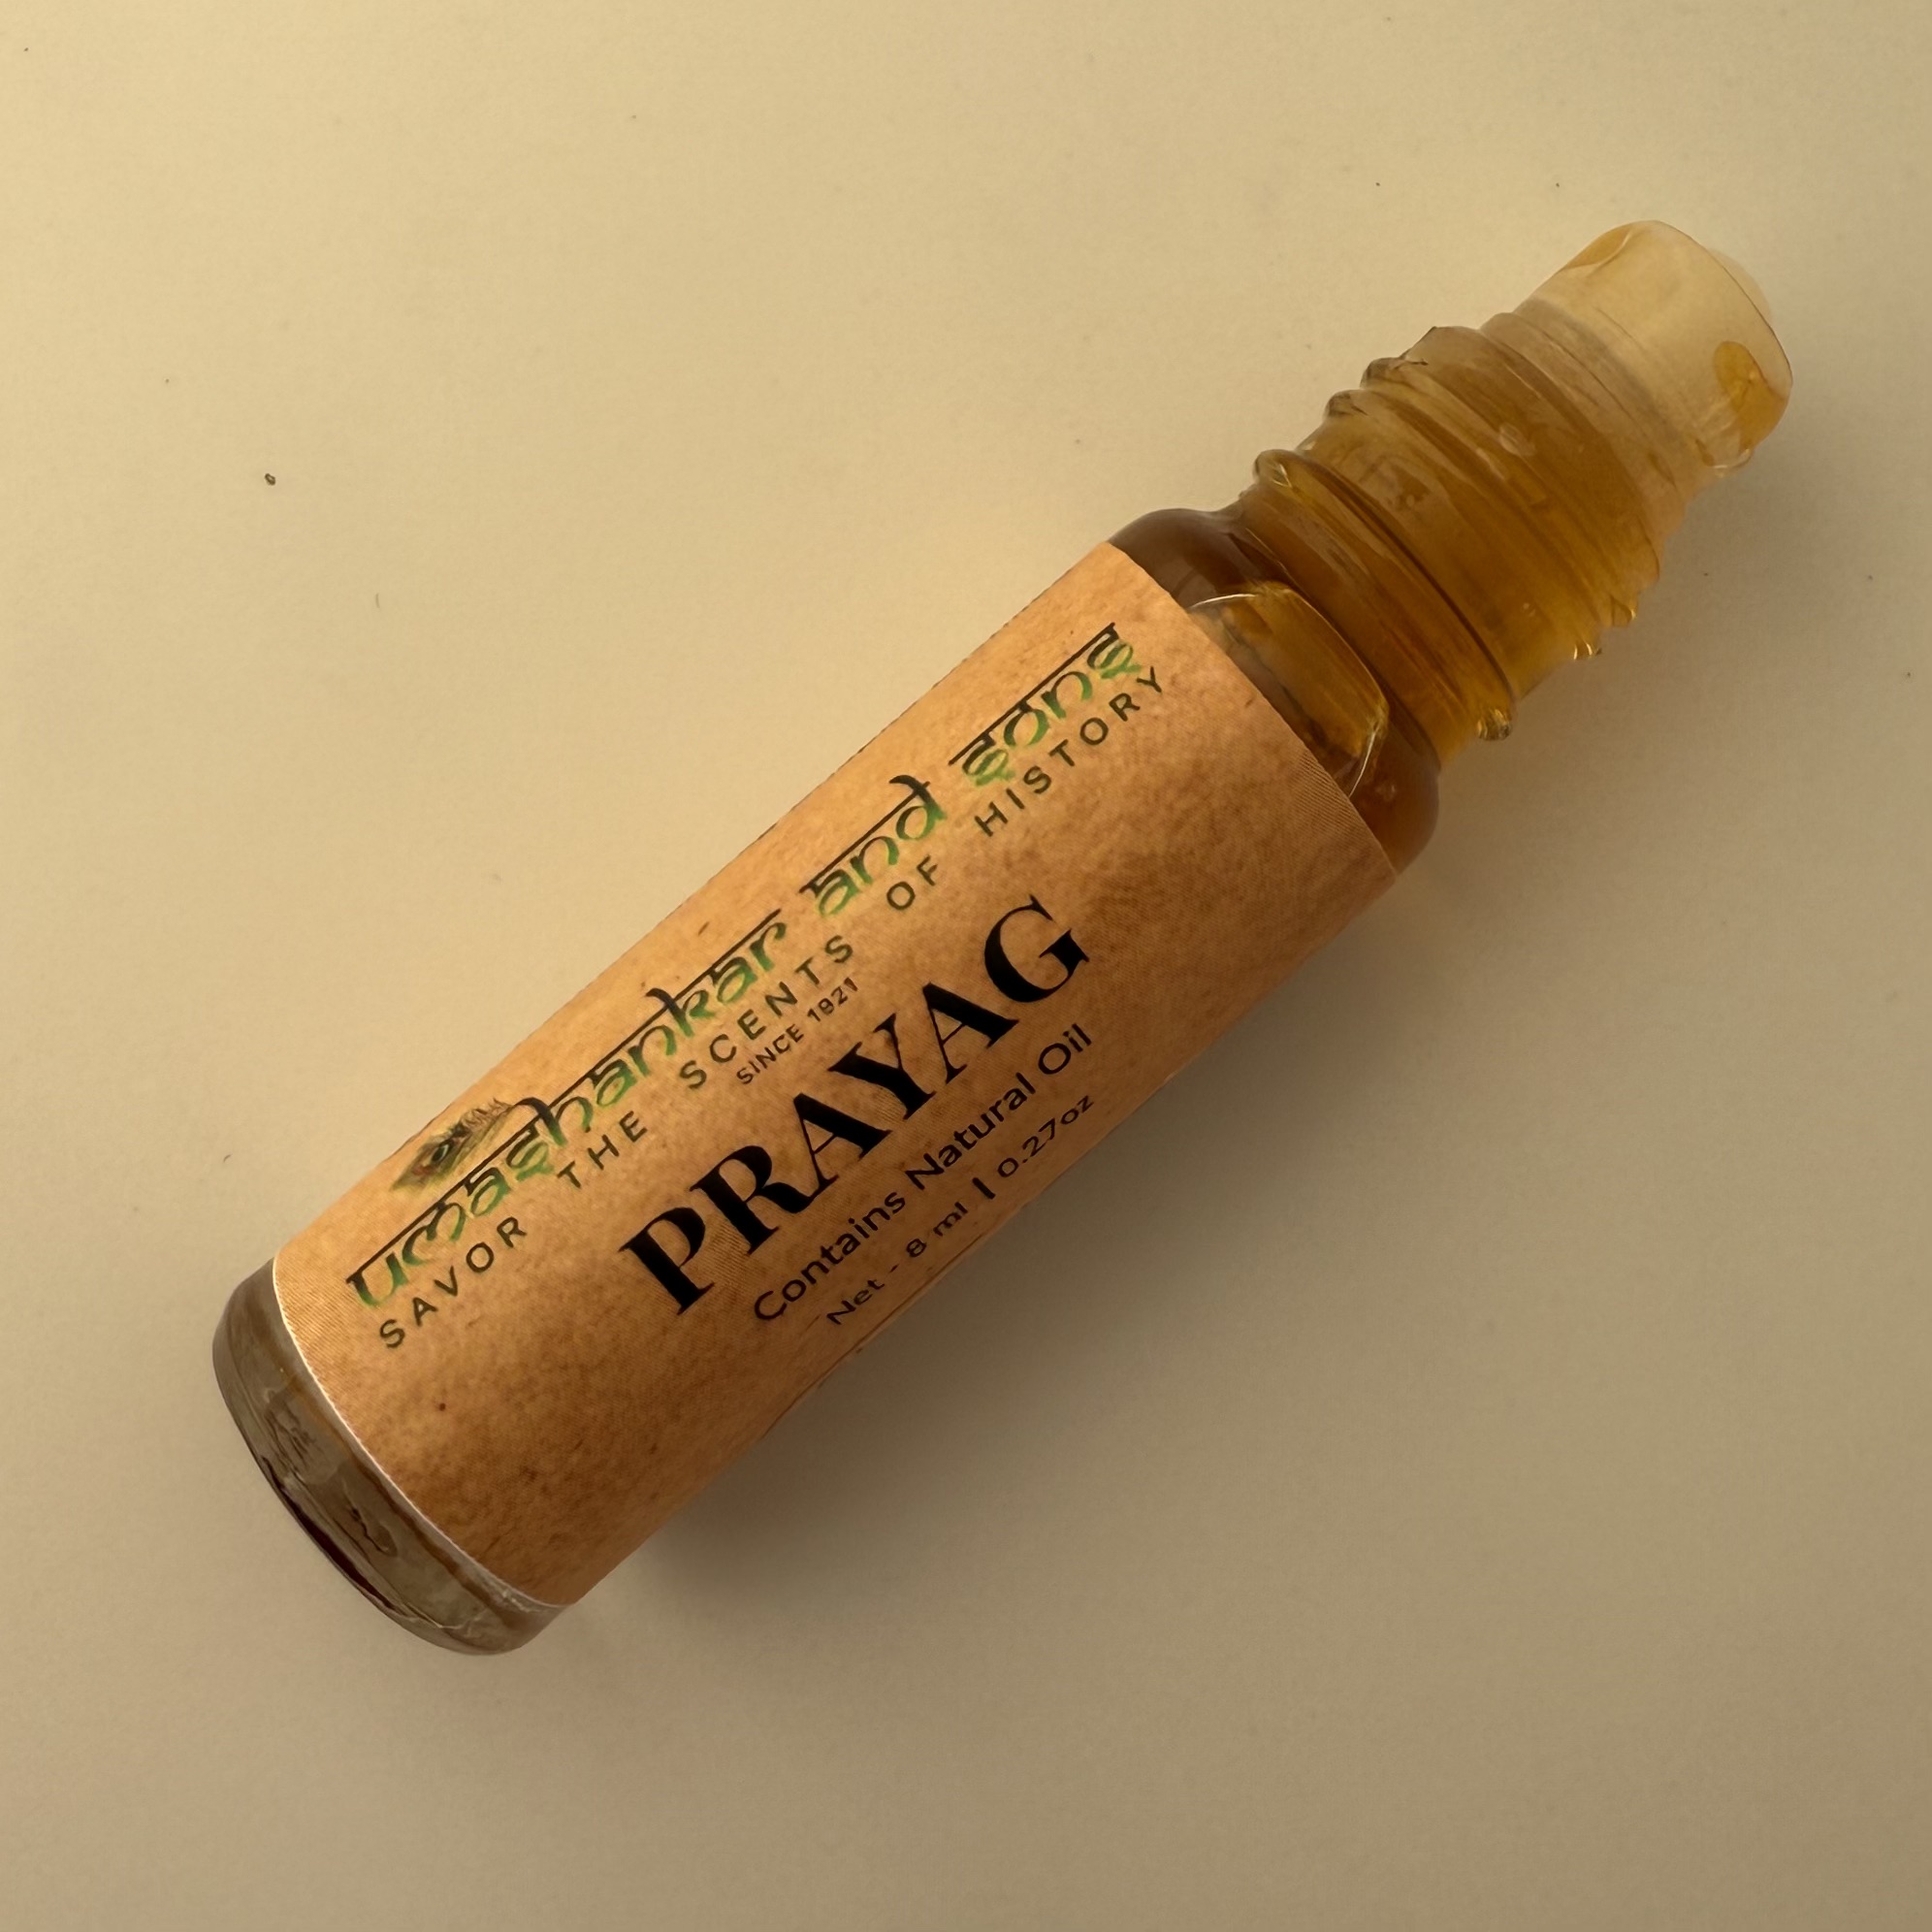 umashankar and sons
SAVOR THE SCENTS OF HISTORY
SINCE 1921
PRAYAG
Contains Natural Oil
Net - 8 ml | 0.27oz